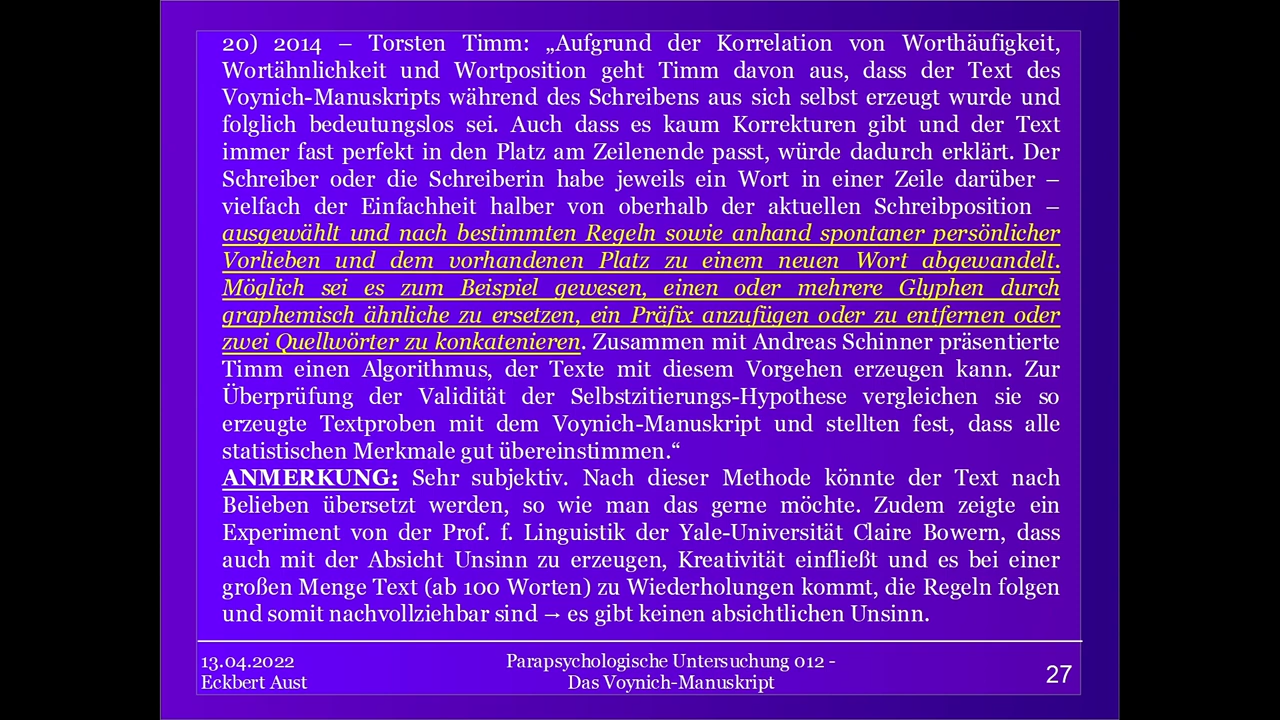 20) 2014 – Torsten Timm: „Aufgrund der Korrelation von Worthäufigkeit,
Wortähnlichkeit und Wortposition geht Timm davon aus, dass der Text des
Voynich-Manuskripts während des Schreibens aus sich selbst erzeugt wurde und
folglich bedeutungslos sei. Auch dass es kaum Korrekturen gibt und der Text
immer fast perfekt in den Platz am Zeilenende passt, würde dadurch erklärt. Der
Schreiber oder die Schreiberin habe jeweils ein Wort in einer Zeile darüber –
vielfach der Einfachheit halber von oberhalb der aktuellen Schreibposition –
ausgewählt und nach bestimmten Regeln sowie anhand spontaner persönlicher
Vorlieben und dem vorhandenen Platz zu einem neuen Wort abgewandelt.
Möglich sei es zum Beispiel gewesen, einen oder mehrere Glyphen durch
graphemisch ähnliche zu ersetzen, ein Präfix anzufügen oder zu entfernen oder
zwei Quellwörter zu konkatenieren. Zusammen mit Andreas Schinner präsentierte
Timm einen Algorithmus, der Texte mit diesem Vorgehen erzeugen kann. Zur
Überprüfung der Validität der Selbstzitierungs-Hypothese vergleichen sie so
erzeugte Textproben mit dem Voynich-Manuskript und stellten fest, dass alle
statistischen Merkmale gut übereinstimmen.“
ANMERKUNG: Sehr subjektiv. Nach dieser Methode könnte der Text nach
Belieben übersetzt werden, so wie man das gerne möchte. Zudem zeigte ein
Experiment von der Prof. f. Linguistik der Yale-Universität Claire Bowern, dass
auch mit der Absicht Unsinn zu erzeugen, Kreativität einfließt und es bei einer
großen Menge Text (ab 100 Worten) zu Wiederholungen kommt, die Regeln folgen
und somit nachvollziehbar sind → es gibt keinen absichtlichen Unsinn.
13.04.2022
Eckbert Aust
Parapsychologische Untersuchung 012 -
Das Voynich-Manuskript
27